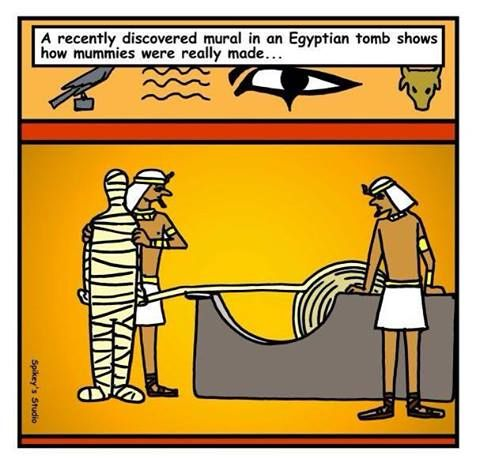 A recently discovered mural in an Egyptian tomb shows
how mummies were really made...
Spikey's Studio